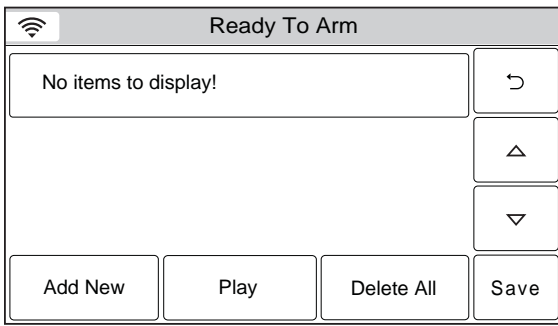 Ready To Arm
No items to display!
Add New
Play
Delete All
Save